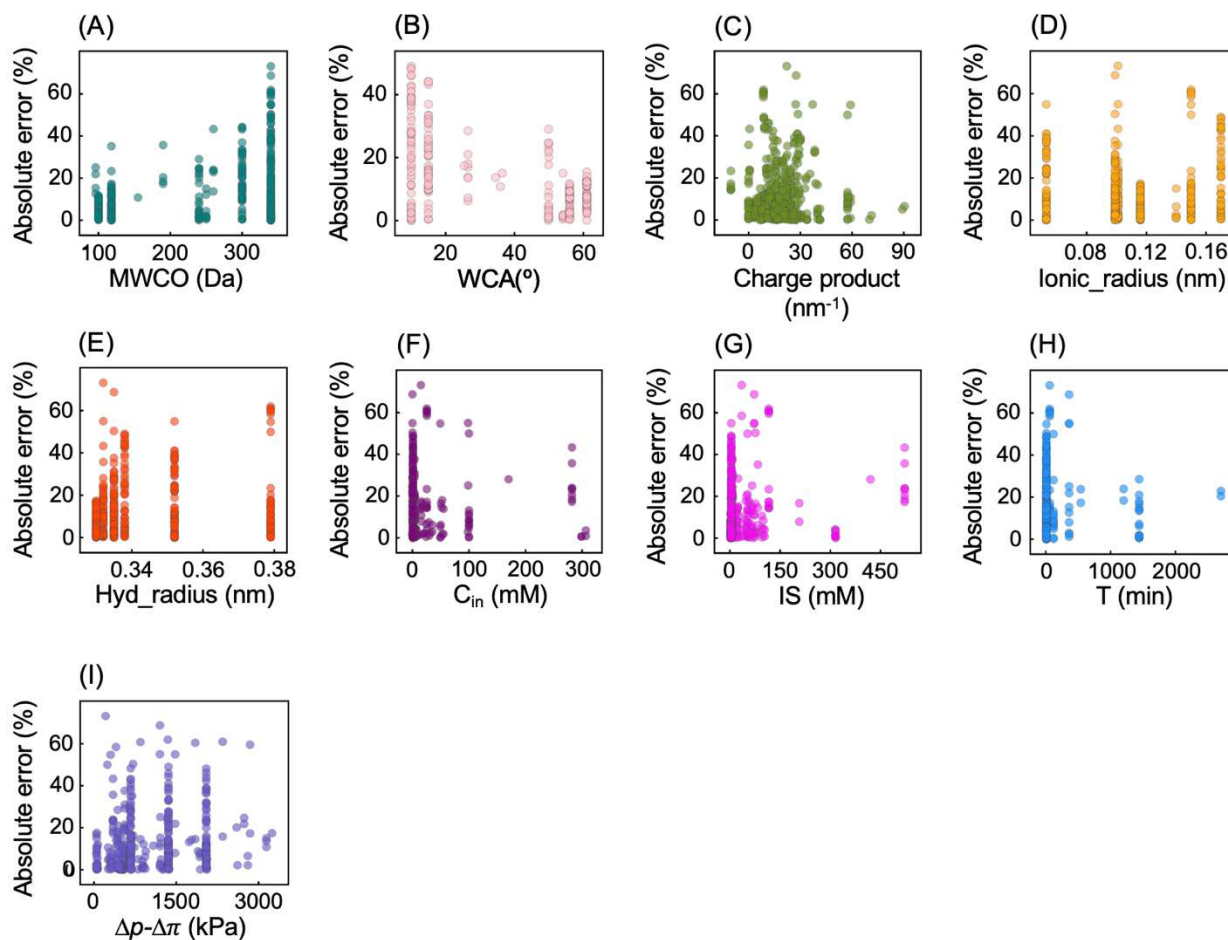 (A)
(B)
(C)
(D)
Absolute error (%)
60
40
20
0
100
200
300
MWCO (Da)
Absolute error (%)
40
20
0
20
40
60
WCA(º)
Absolute error (%)
60
40
20
0
0
30
60
90
Charge product
(nm-1)
Absolute error (%)
60
40
20
0
0.08
0.12
0.16
Ionic_radius (nm)
(E)
(F)
(G)
(H)
Absolute error (%)
60
40
20
0
0.34
0.36
0.38
Hyd_radius (nm)
Absolute error (%)
60
40
20
0
0
100
200
300
Cin (mM)
Absolute error (%)
60
40
20
0
0
150
300
450
IS (mM)
Absolute error (%)
60
40
20
0
0
1000
2000
T (min)
(I)
Absolute error (%)
60
40
20
0
0
1500
3000
Δp-Δπ (kPa)